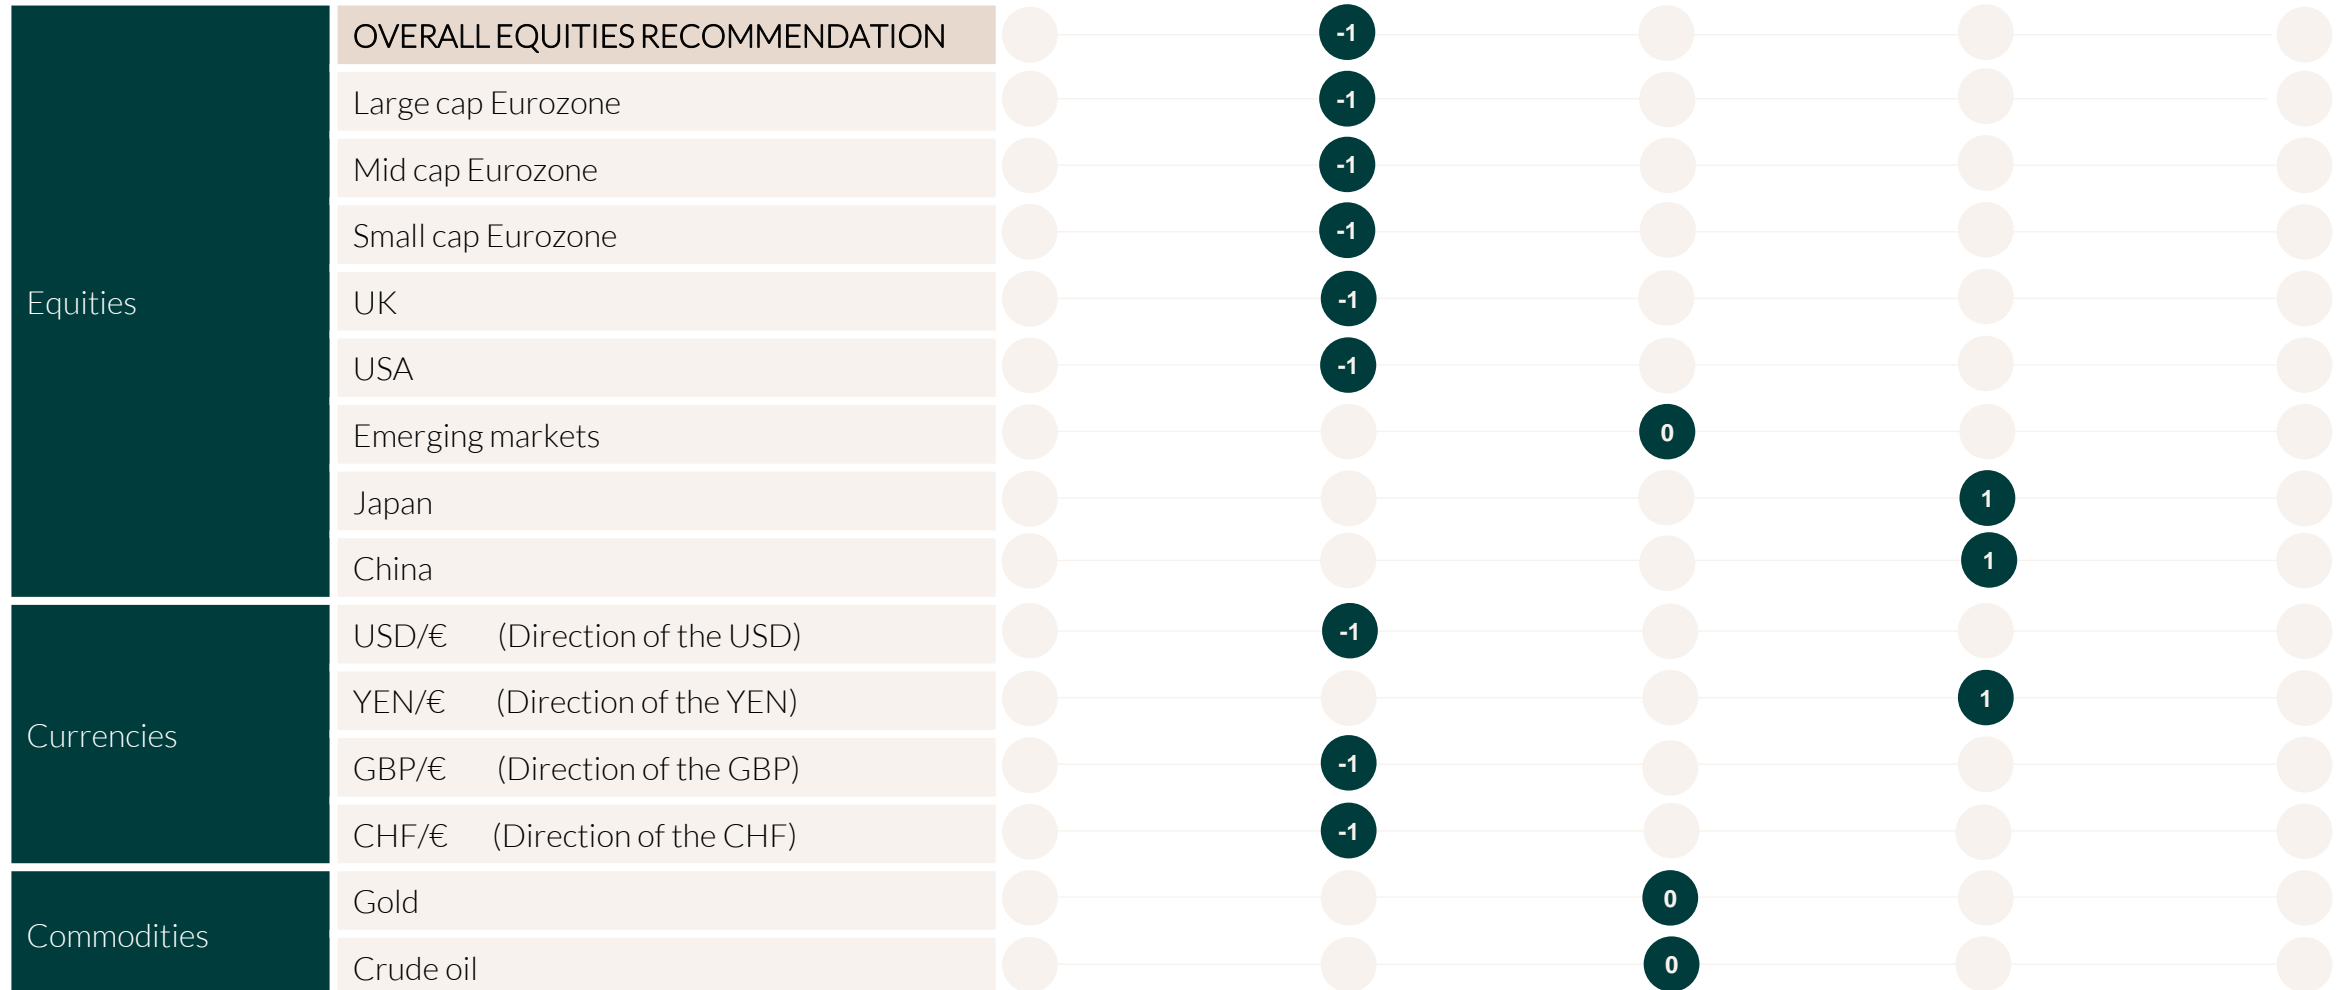 Equities
OVERALL EQUITIES RECOMMENDATION -1
Large cap Eurozone -1
Mid cap Eurozone -1
Small cap Eurozone -1
UK -1
USA -1
Emerging markets 0
Japan 1
China 1
Currencies
USD/€ (Direction of the USD) -1
YEN/€ (Direction of the YEN) 1
GBP/€ (Direction of the GBP) -1
CHF/€ (Direction of the CHF) -1
Commodities
Gold 0
Crude oil 0